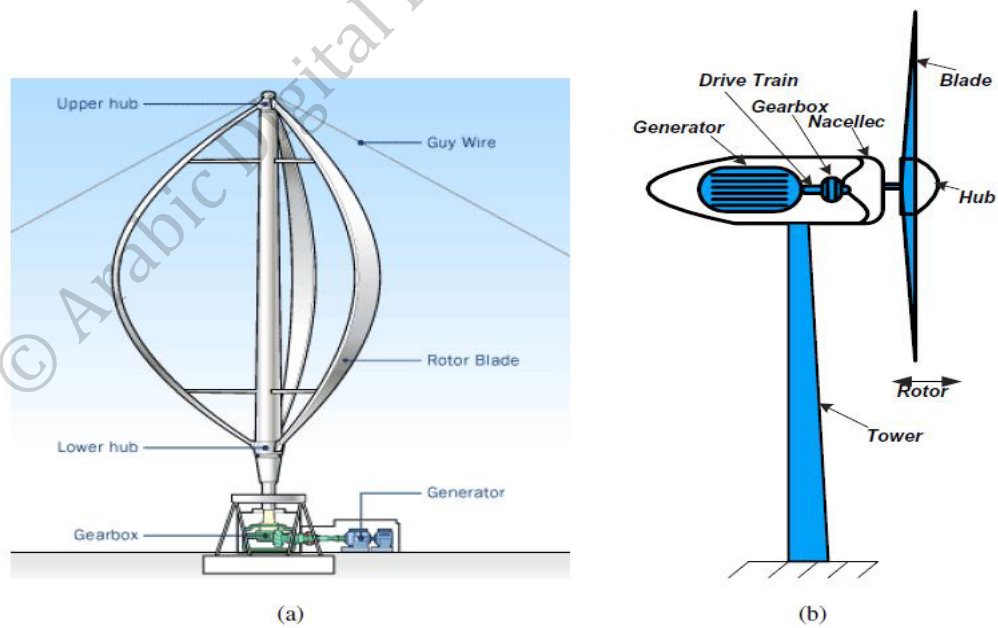 © Arabic Digital
Upper hub
Guy Wire
Rotor Blade
Lower hub
Generator
Gearbox
(a)
Drive Train
Gearbox
Generator
Nacellec
Blade
Hub
Rotor
Tower
(b)